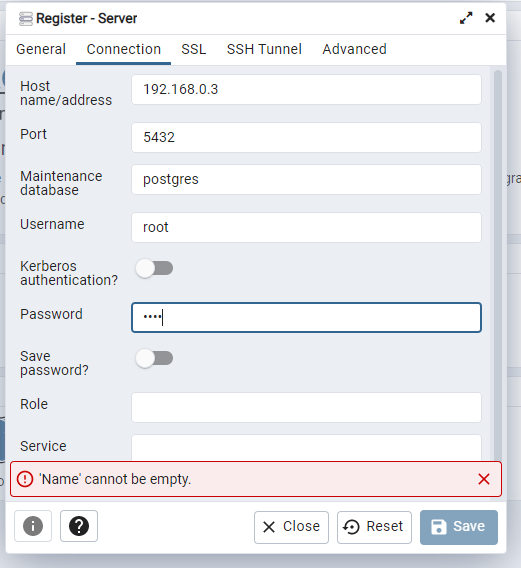 Register - Server
General Connection SSL SSH Tunnel Advanced
Host
name/address
192.168.0.3
Port
5432
Maintenance
database
postgres
Username
root
Kerberos
authentication?
Password
••••
Save
password?
Role
Service
'Name' cannot be empty.
Close Reset Save